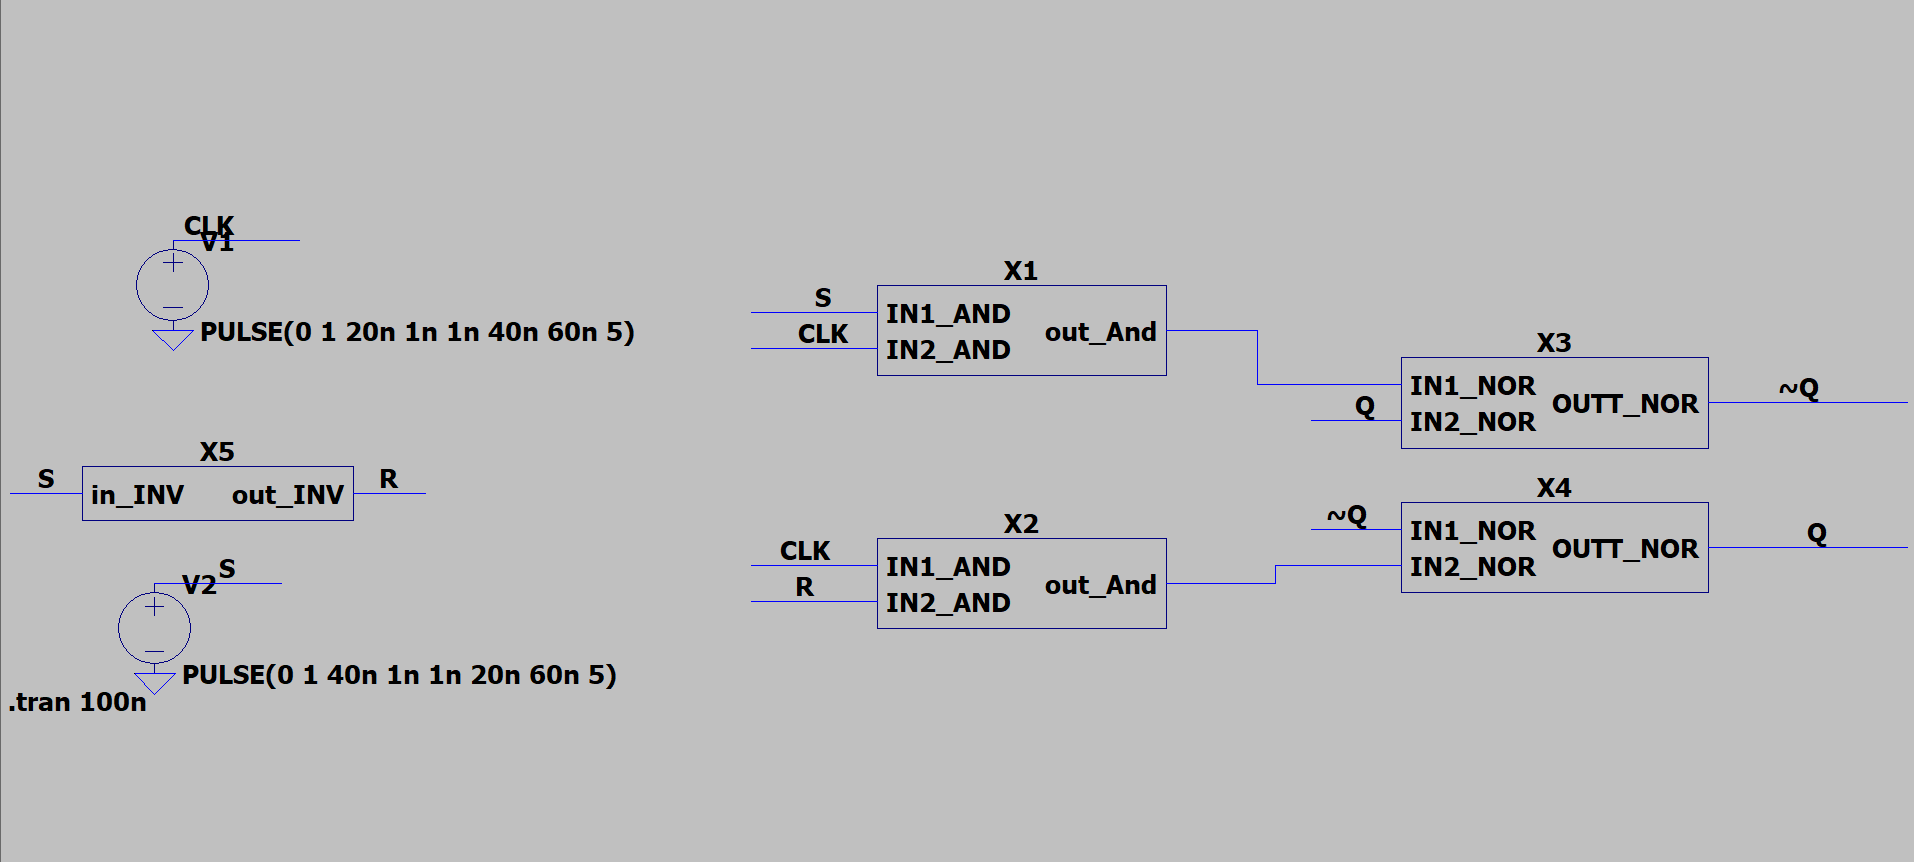 CLK
V1
PULSE(0 1 20n 1n 1n 40n 60n 5)
X5
S
in_INV
out_INV
R
S
V2
PULSE(0 1 40n 1n 1n 20n 60n 5)
.tran 100n
X1
S
IN1_AND
CLK
IN2_AND
out_And
X2
CLK
IN1_AND
R
IN2_AND
out_And
X3
IN1_NOR
Q
IN2_NOR
OUTT_NOR
~Q
X4
~Q
IN1_NOR
IN2_NOR
OUTT_NOR
Q